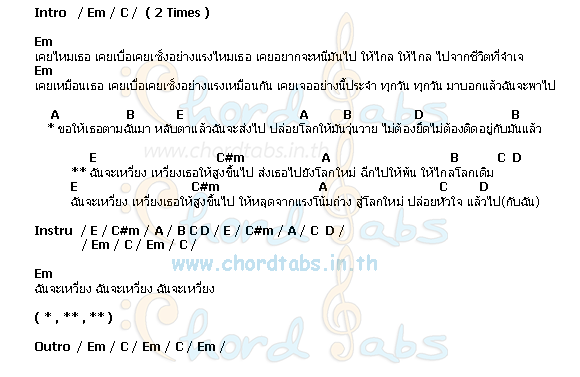 Intro / Em / C / ( 2 Times )
Em
เคยไหมเธอ เคยเบื่อเคยเซ็งอย่างแรงไหมเธอ เคยอยากจะหนีมันไป ให้ไกล ให้ไกล ไปจากชีวิตที่จำเจ
Em
เคยเหมือนเธอ เคยเบื่อเคยเซ็งอย่างแรงเหมือนกัน เคยเจออย่างนี้ประจำ ทุกวัน ทุกวัน มาบอกแล้วฉันจะพาไป
A B E A B D B
* ขอให้เธอตามฉันมา หลับตาแล้วฉันจะส่งไป ปล่อยโลกให้มันวุ่นวาย ไม่ต้องยึดไม่ต้องติดอยู่กับมันแล้ว
www.chordtabs.in.th
E C#m A B C D
** ฉันจะเหวี่ยง เหวี่ยงเธอให้สูงขึ้นไป ส่งเธอไปยังโลกใหม่ ฉีกไปให้พ้น ให้ไกลโลกเดิม
E C#m A C D
ฉันจะเหวี่ยง เหวี่ยงเธอให้สูงขึ้นไป ให้หลุดจากแรงโน้มถ่วง สู่โลกใหม่ ปล่อยหัวใจ แล้วไป(กับฉัน)
Instru / E / C#m / A / B C D / E / C#m / A / C D /
/ Em / C / Em / C /
www.chordtabs.in.th
Em
ฉันจะเหวี่ยง ฉันจะเหวี่ยง ฉันจะเหวี่ยง
( * , ** , ** )
Chord Tabs
Outro / Em / C / Em / C / Em /